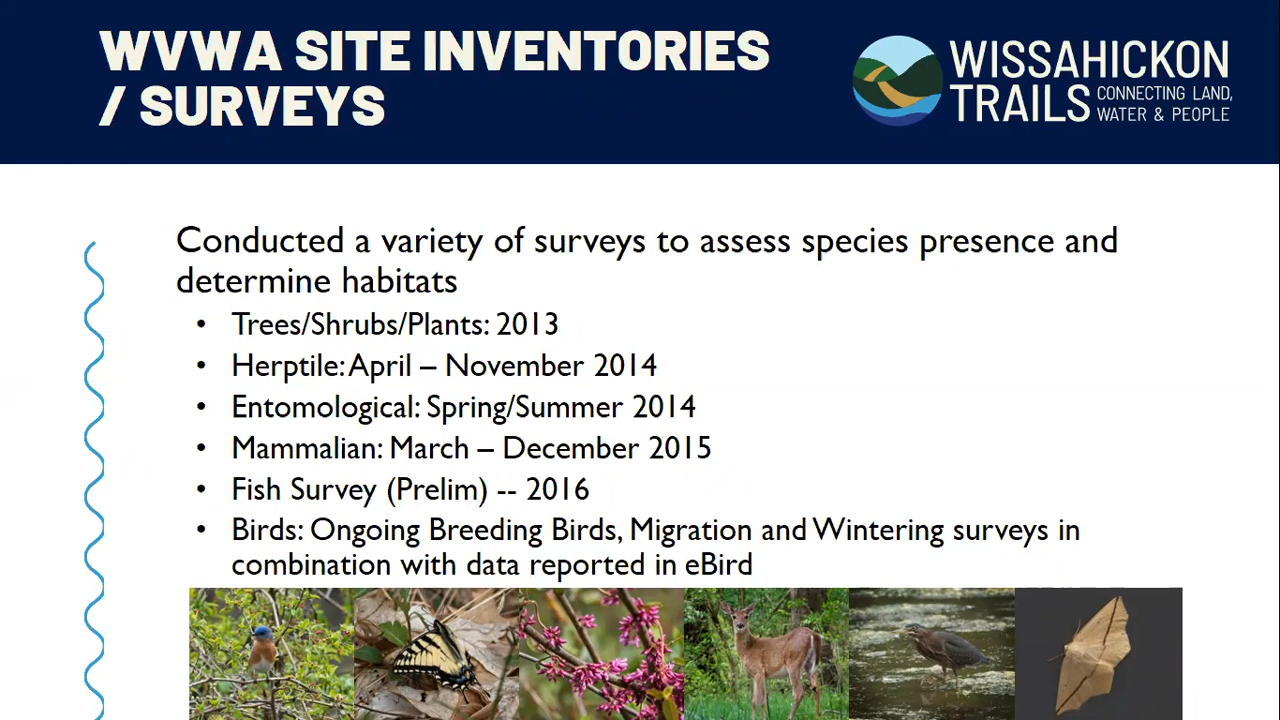 WVWA SITE INVENTORIES
/ SURVEYS
WISSAHICKON
TRAILS CONNECTING LAND,
WATER & PEOPLE
Conducted a variety of surveys to assess species presence and
determine habitats
• Trees/Shrubs/Plants: 2013
• Herptile: April – November 2014
• Entomological: Spring/Summer 2014
• Mammalian: March – December 2015
• Fish Survey (Prelim) -- 2016
• Birds: Ongoing Breeding Birds, Migration and Wintering surveys in
combination with data reported in eBird